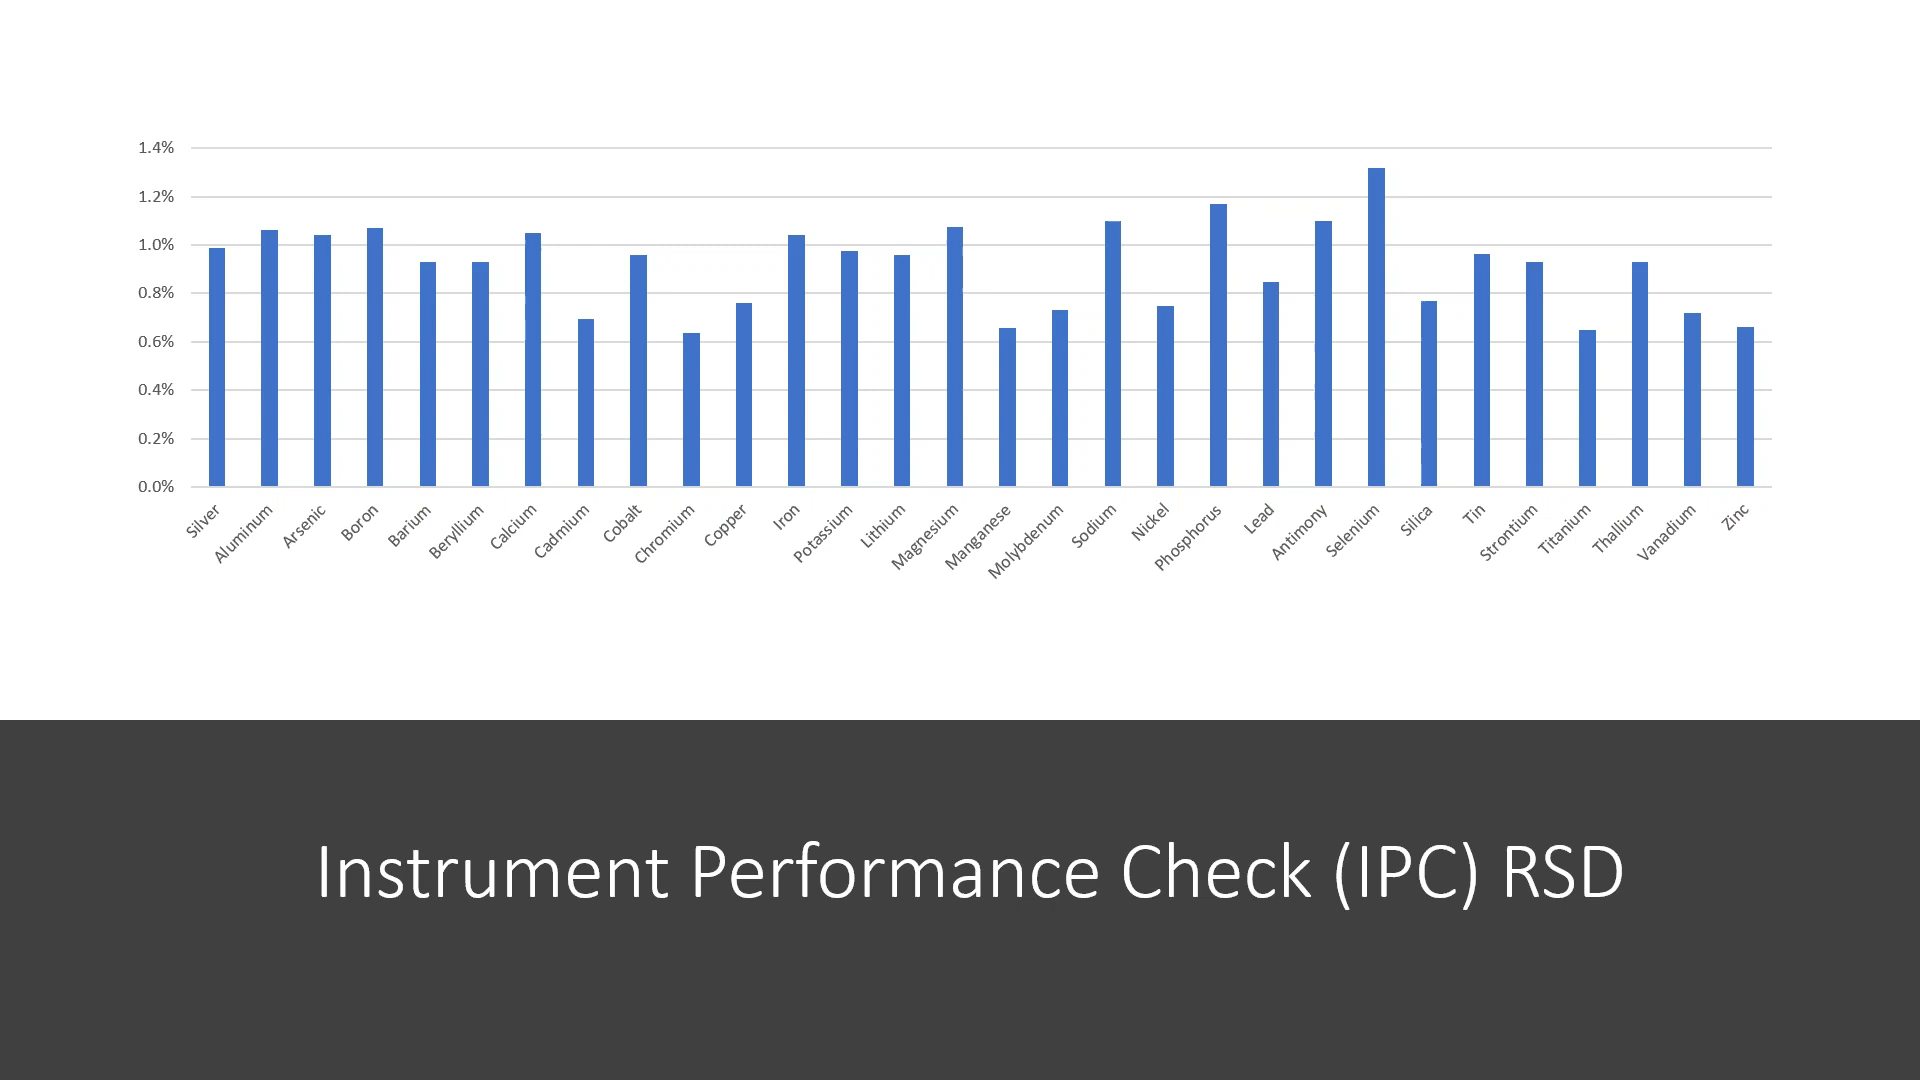 1.4%
1.2%
1.0%
0.8%
0.6%
0.4%
0.2%
0.0%
Silver
Aluminum
Arsenic
Boron
Barium
Beryllium
Calcium
Cadmium
Cobalt
Chromium
Copper
Iron
Potassium
Lithium
Magnesium
Manganese
Molybdenum
Sodium
Nickel
Phosphorus
Lead
Antimony
Selenium
Silica
Tin
Strontium
Titanium
Thallium
Vanadium
Zinc
Instrument Performance Check (IPC) RSD